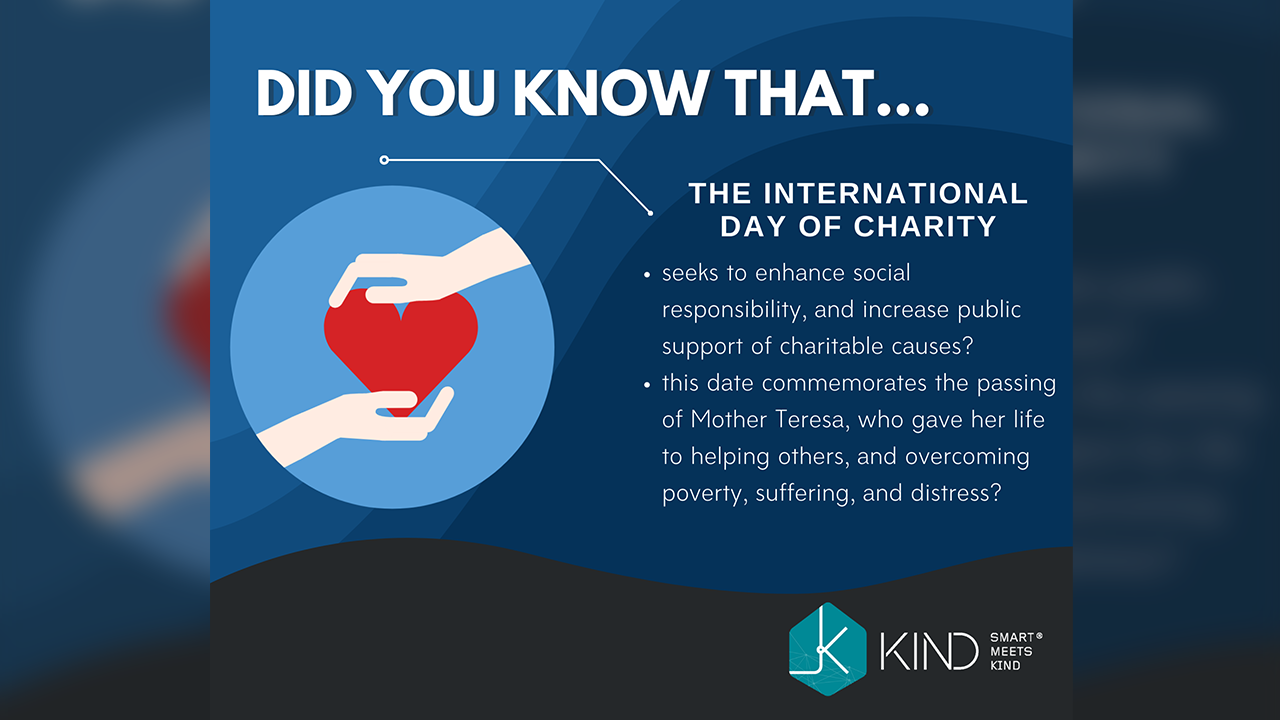 DID YOU KNOW THAT...
THE INTERNATIONAL
DAY OF CHARITY
• seeks to enhance social
responsibility, and increase public
support of charitable causes?
• this date commemorates the passing
of Mother Teresa, who gave her life
to helping others, and overcoming
poverty, suffering, and distress?
KIND
SMART®
MEETS
KIND